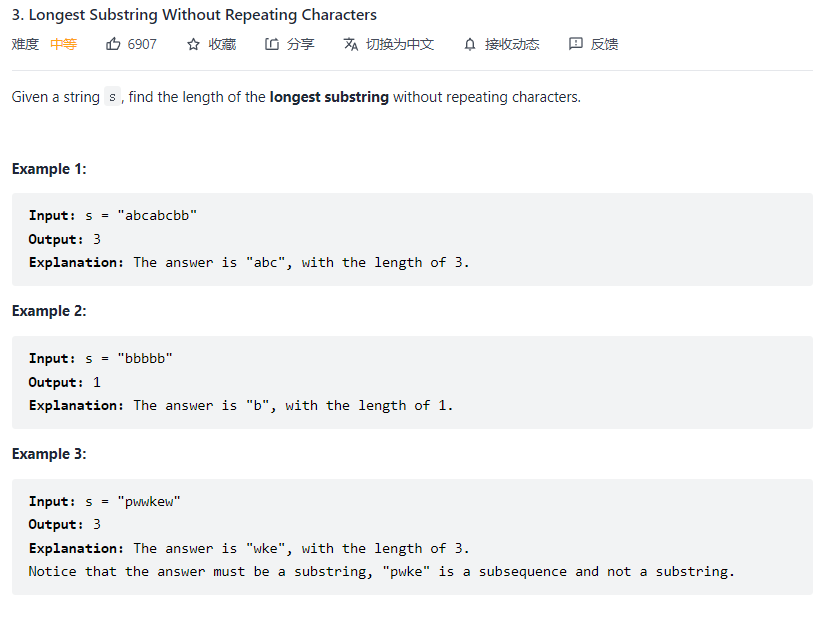 3. Longest Substring Without Repeating Characters
难度 中等 6907 收藏 分享 切换为中文 接收动态 反馈
Given a string s , find the length of the longest substring without repeating characters.
Example 1:
Input: s = "abcabcbb"
Output: 3
Explanation: The answer is "abc", with the length of 3.
Example 2:
Input: s = "bbbbb"
Output: 1
Explanation: The answer is "b", with the length of 1.
Example 3:
Input: s = "pwwkew"
Output: 3
Explanation: The answer is "wke", with the length of 3.
Notice that the answer must be a substring, "pwke" is a subsequence and not a substring.